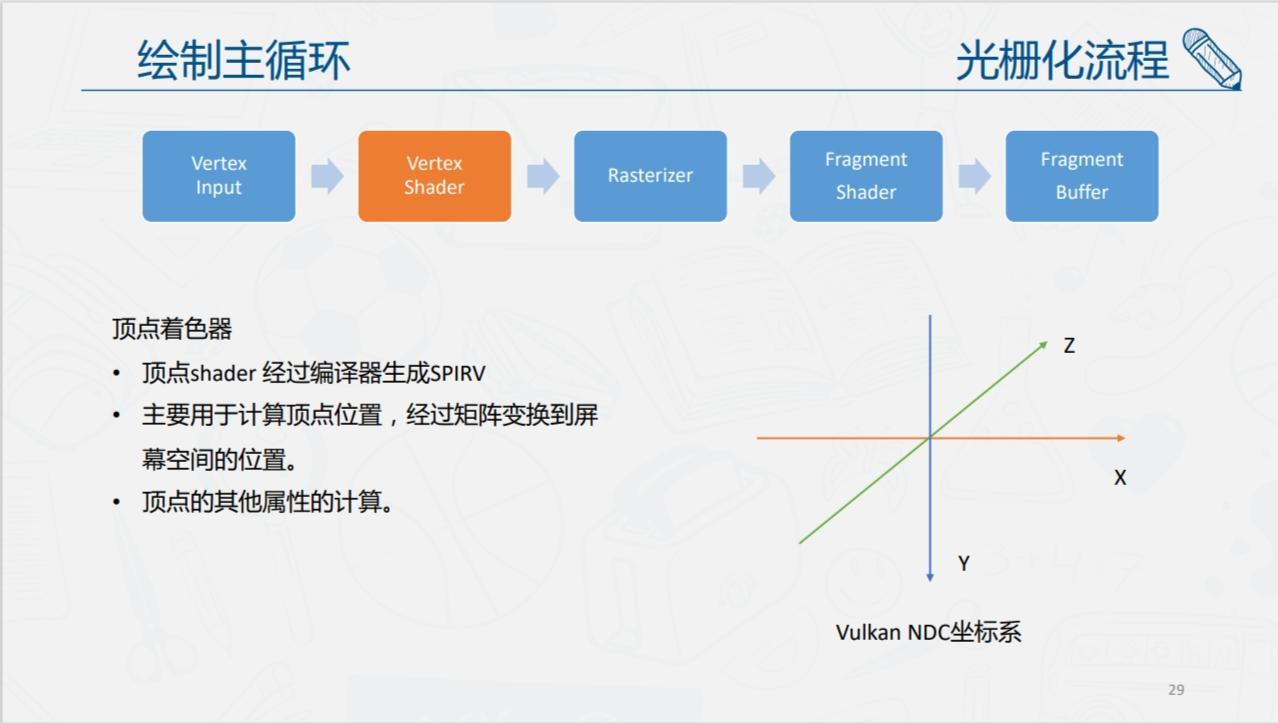 绘制主循环
光栅化流程
Vertex
Input
Vertex
Shader
Rasterizer
Fragment
Shader
Fragment
Buffer
顶点着色器
• 顶点shader 经过编译器生成SPIRV
• 主要用于计算顶点位置，经过矩阵变换到屏
幕空间的位置。
• 顶点的其他属性的计算。
Z
X
Y
Vulkan NDC坐标系
29